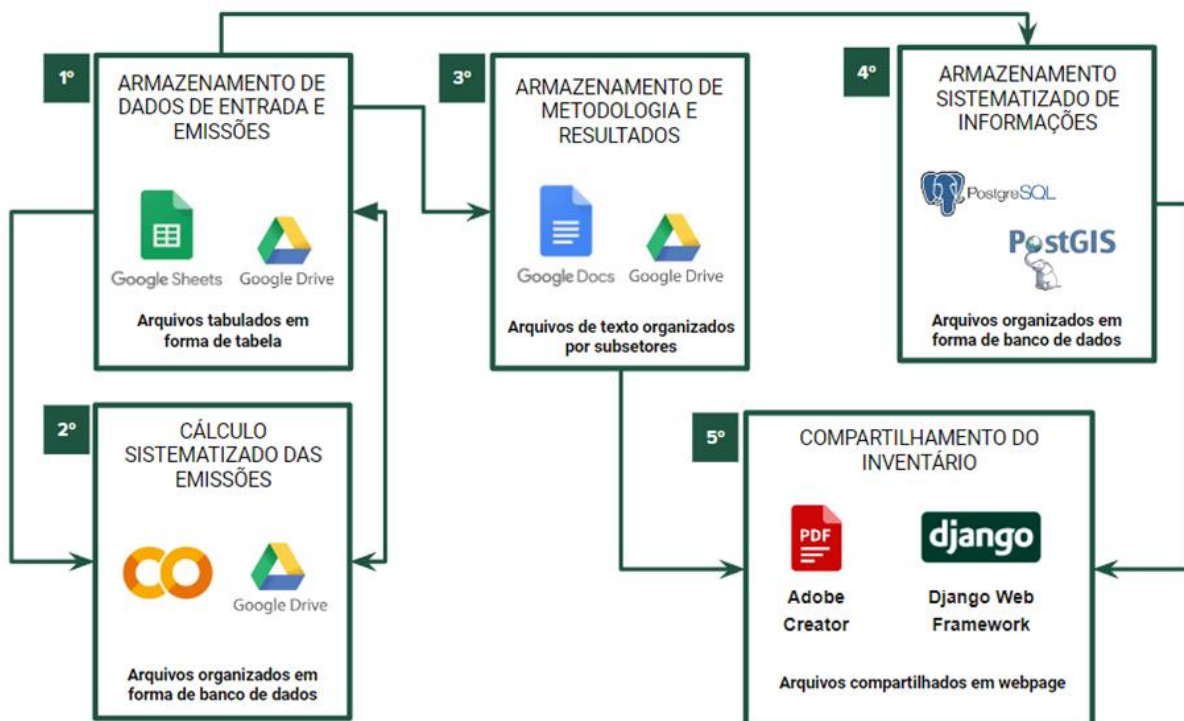 1º
ARMAZENAMENTO DE
DADOS DE ENTRADA E
EMISSÕES
Google Sheets
Google Drive
Arquivos tabulados em
forma de tabela
2º
CÁLCULO
SISTEMATIZADO DAS
EMISSÕES
CO
Google Drive
Arquivos organizados em
forma de banco de dados
3º
ARMAZENAMENTO DE
METODOLOGIA E
RESULTADOS
Google Docs
Google Drive
Arquivos de texto organizados
por subsetores
4º
ARMAZENAMENTO
SISTEMATIZADO DE
INFORMAÇÕES
PostgreSQL
PostGIS
Arquivos organizados em
forma de banco de dados
5º
COMPARTILHAMENTO DO
INVENTÁRIO
PDF
Adobe
Creator
django
Django Web
Framework
Arquivos compartilhados em webpage